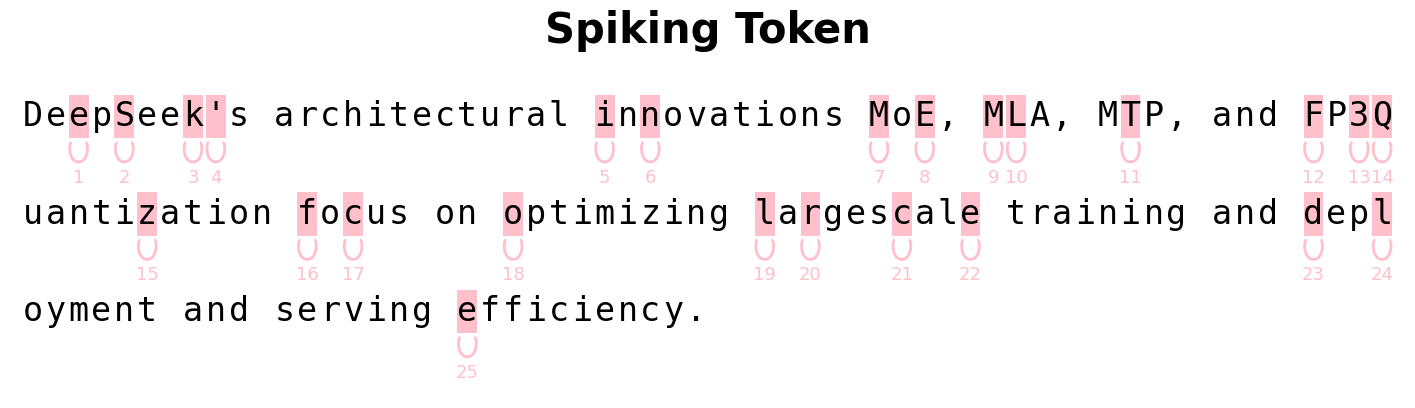 Spiking Token
DeepSeek's architectural innovations MoE, MLA, MTP, and FP3Q
1 2 3 4 5 6 7 8 9 10 11 12 13 14
uantization focus on optimizing largescale training and depl
15 16 17 18 19 20 21 22 23 24
oyment and serving efficiency.
25